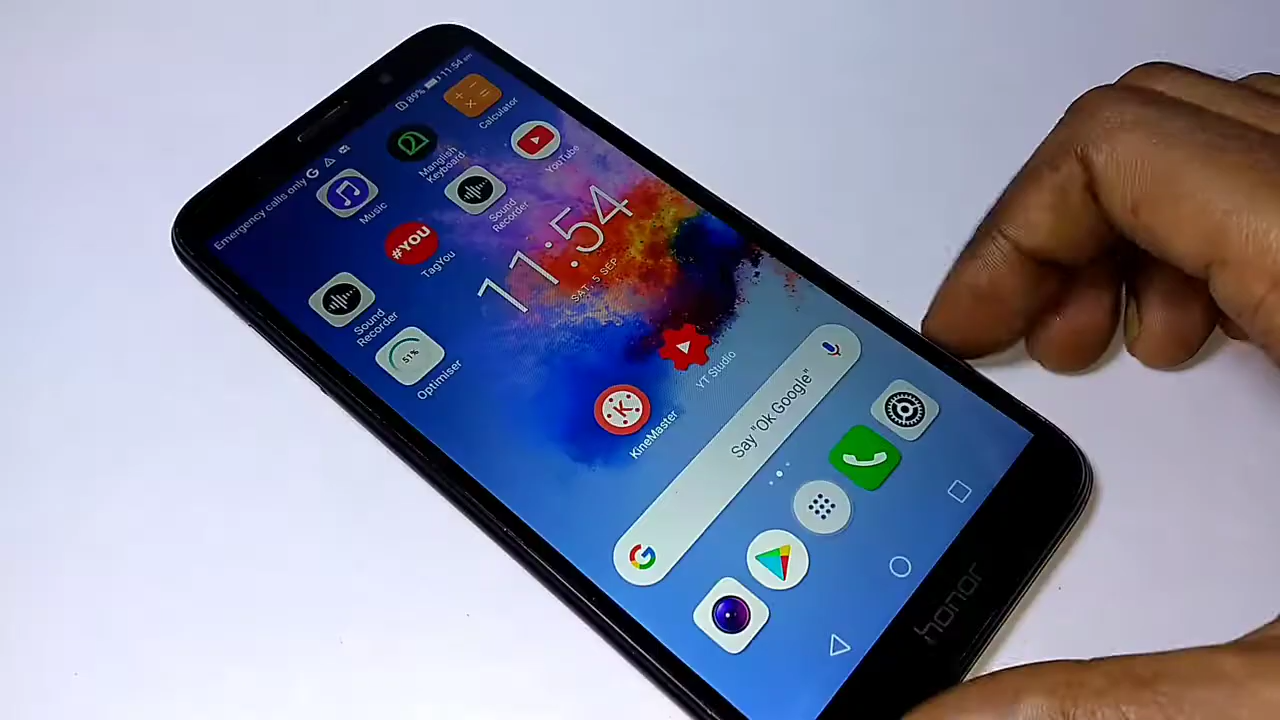 Emergency calls only
89%
11:54 am
Music
Manglish
Keyboard
Calculator
#YOU
TagYou
Sound
Recorder
YouTube
Sound
Recorder
51%
Optimiser
11:54
SAT, 5 SEP
K
KineMaster
YT Studio
G
Say "Ok Google"
honor